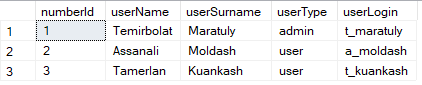 numberId userName userSurname userType userLogin
1 1 Temirbolat Maratuly admin t_maratuly
2 2 Assanali Moldash user a_moldash
3 3 Tamerlan Kuankash user t_kuankash